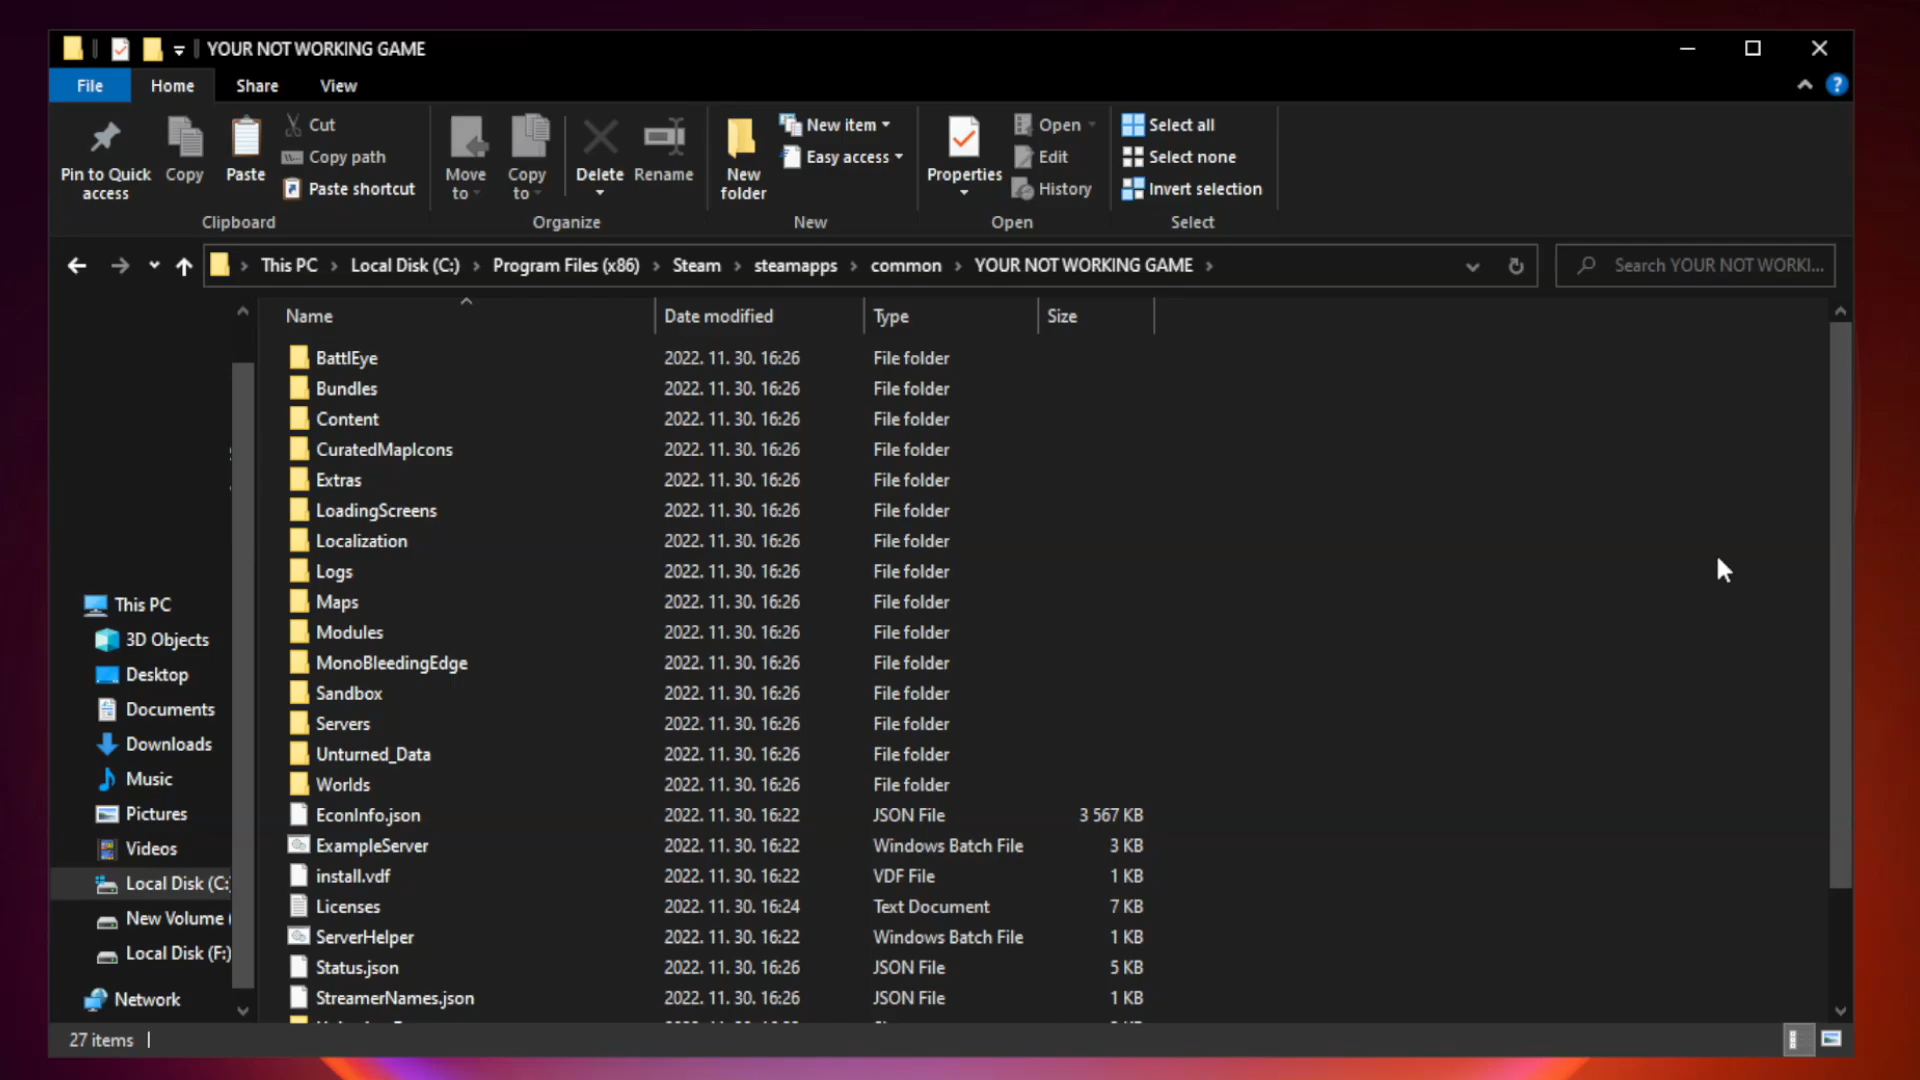 YOUR NOT WORKING GAME
File Home Share View
Pin to Quick access
Copy
Paste
Cut
Copy path
Paste shortcut
Clipboard
Move to
Copy to
Delete
Rename
Organize
New folder
New item
Easy access
New
Properties
Open
Edit
History
Open
Select all
Select none
Invert selection
Select
This PC Local Disk (C:) Program Files (x86) Steam steamapps common YOUR NOT WORKING GAME
Search YOUR NOT WORKI...
This PC
3D Objects
Desktop
Documents
Downloads
Music
Pictures
Videos
Local Disk (C:
New Volume (
Local Disk (F:)
Network
Name Date modified Type Size
BattlEye 2022. 11. 30. 16:26 File folder
Bundles 2022. 11. 30. 16:26 File folder
Content 2022. 11. 30. 16:26 File folder
CuratedMapIcons 2022. 11. 30. 16:26 File folder
Extras 2022. 11. 30. 16:26 File folder
LoadingScreens 2022. 11. 30. 16:26 File folder
Localization 2022. 11. 30. 16:26 File folder
Logs 2022. 11. 30. 16:26 File folder
Maps 2022. 11. 30. 16:26 File folder
Modules 2022. 11. 30. 16:26 File folder
MonoBleedingEdge 2022. 11. 30. 16:26 File folder
Sandbox 2022. 11. 30. 16:26 File folder
Servers 2022. 11. 30. 16:26 File folder
Unturned_Data 2022. 11. 30. 16:26 File folder
Worlds 2022. 11. 30. 16:26 File folder
EconInfo.json 2022. 11. 30. 16:22 JSON File 3 567 KB
ExampleServer 2022. 11. 30. 16:22 Windows Batch File 3 KB
install.vdf 2022. 11. 30. 16:22 VDF File 1 KB
Licenses 2022. 11. 30. 16:24 Text Document 7 KB
ServerHelper 2022. 11. 30. 16:22 Windows Batch File 1 KB
Status.json 2022. 11. 30. 16:26 JSON File 5 KB
StreamerNames.json 2022. 11. 30. 16:26 JSON File 1 KB
27 items